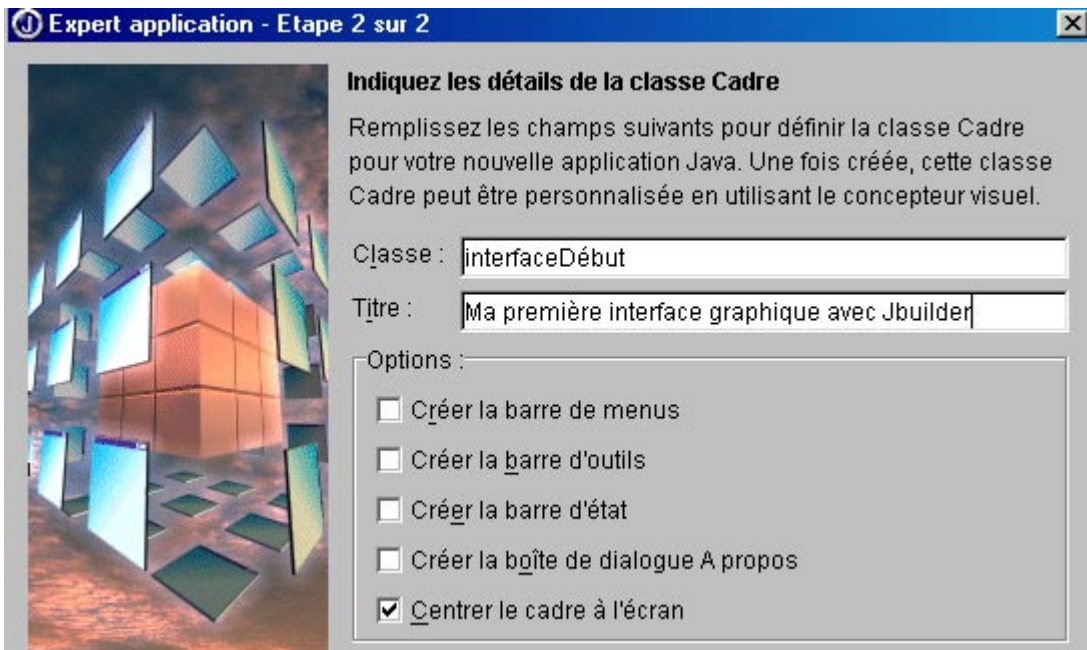 Expert application - Etape 2 sur 2
Indiquez les détails de la classe Cadre
Remplissez les champs suivants pour définir la classe Cadre
pour votre nouvelle application Java. Une fois créée, cette classe
Cadre peut être personnalisée en utilisant le concepteur visuel.
Classe : interfaceDébut
Titre : Ma première interface graphique avec Jbuilder
Options :
Créer la barre de menus
Créer la barre d'outils
Créer la barre d'état
Créer la boîte de dialogue A propos
Centrer le cadre à l'écran